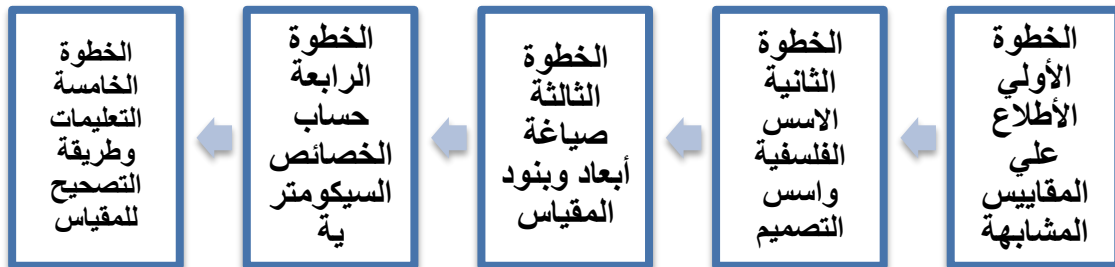 الخطوة
الأولي
الأطلاع
علي
المقاييس
المشابهة
الخطوة
الثانية
الاسس
الفلسفية
واسس
التصميم
الخطوة
الثالثة
صياغة
أبعاد وبنود
المقياس
الخطوة
الرابعة
حساب
الخصائص
السيكومتر
ية
الخطوة
الخامسة
التعليمات
وطريقة
التصحيح
للمقياس